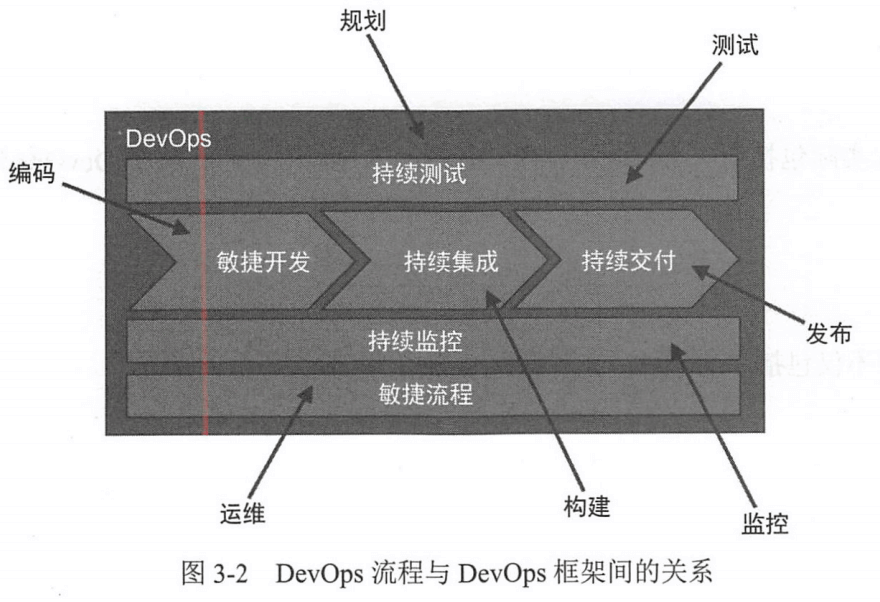 规划
测试
DevOps
持续测试
编码
敏捷开发
持续集成
持续交付
发布
持续监控
敏捷流程
运维
构建
监控
图 3-2 DevOps 流程与 DevOps 框架间的关系